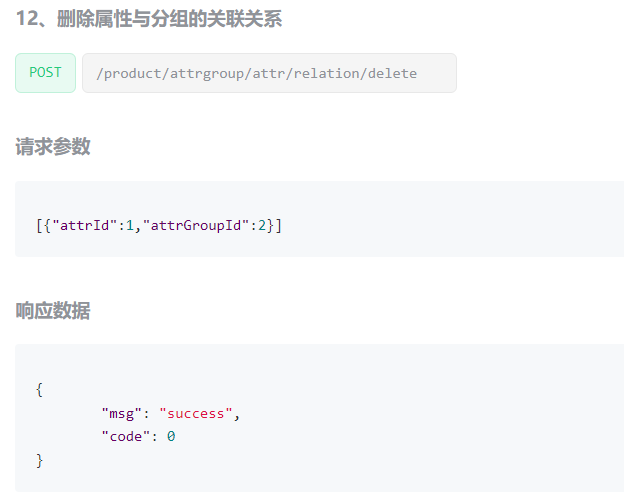 12、删除属性与分组的关联关系
POST /product/attrgroup/attr/relation/delete
请求参数
[{"attrId":1,"attrGroupId":2}]
响应数据
{
"msg": "success",
"code": 0
}